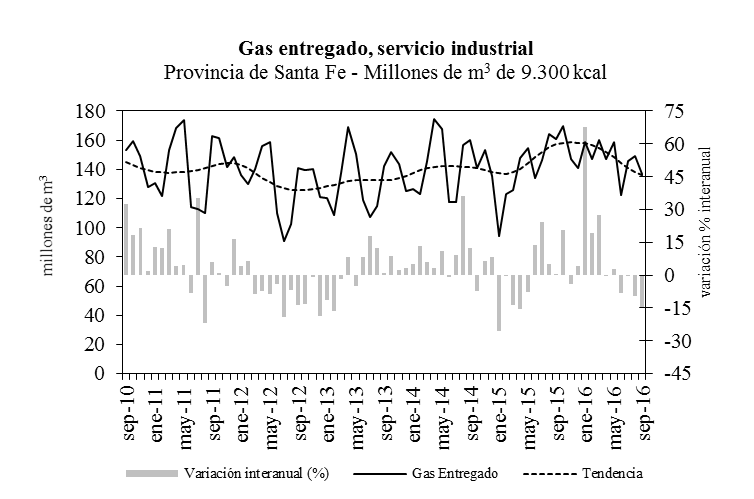 Gas entregado, servicio industrial
Provincia de Santa Fe - Millones de m³ de 9.300 kcal
millones de m³
180
160
140
120
100
80
60
40
20
0
75
60
45
30
15
0
-15
-30
-45
variación % interanual
sep-10
ene-11
may-11
sep-11
ene-12
may-12
sep-12
ene-13
may-13
sep-13
ene-14
may-14
sep-14
ene-15
may-15
sep-15
ene-16
may-16
sep-16
Variación interanual (%) Gas Entregado Tendencia